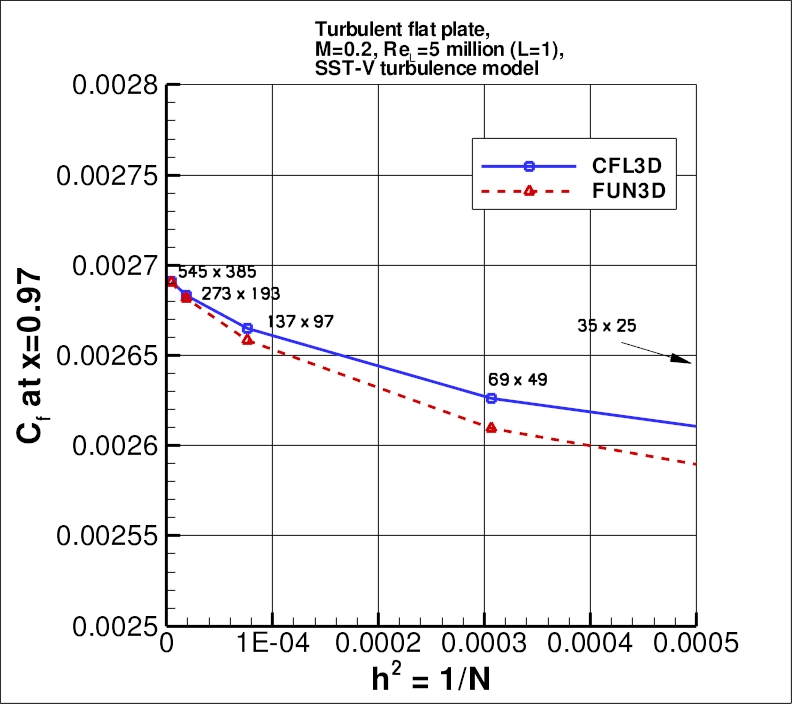 Turbulent flat plate,
M=0.2, Re_L=5 million (L=1),
SST-V turbulence model
0.0028
0.00275
0.0027
0.00265
0.0026
0.00255
0.0025
C_f at x=0.97
CFL3D
FUN3D
545 x 385
273 x 193
137 x 97
35 x 25
69 x 49
0 1E-04 0.0002 0.0003 0.0004 0.0005
h² = 1/N